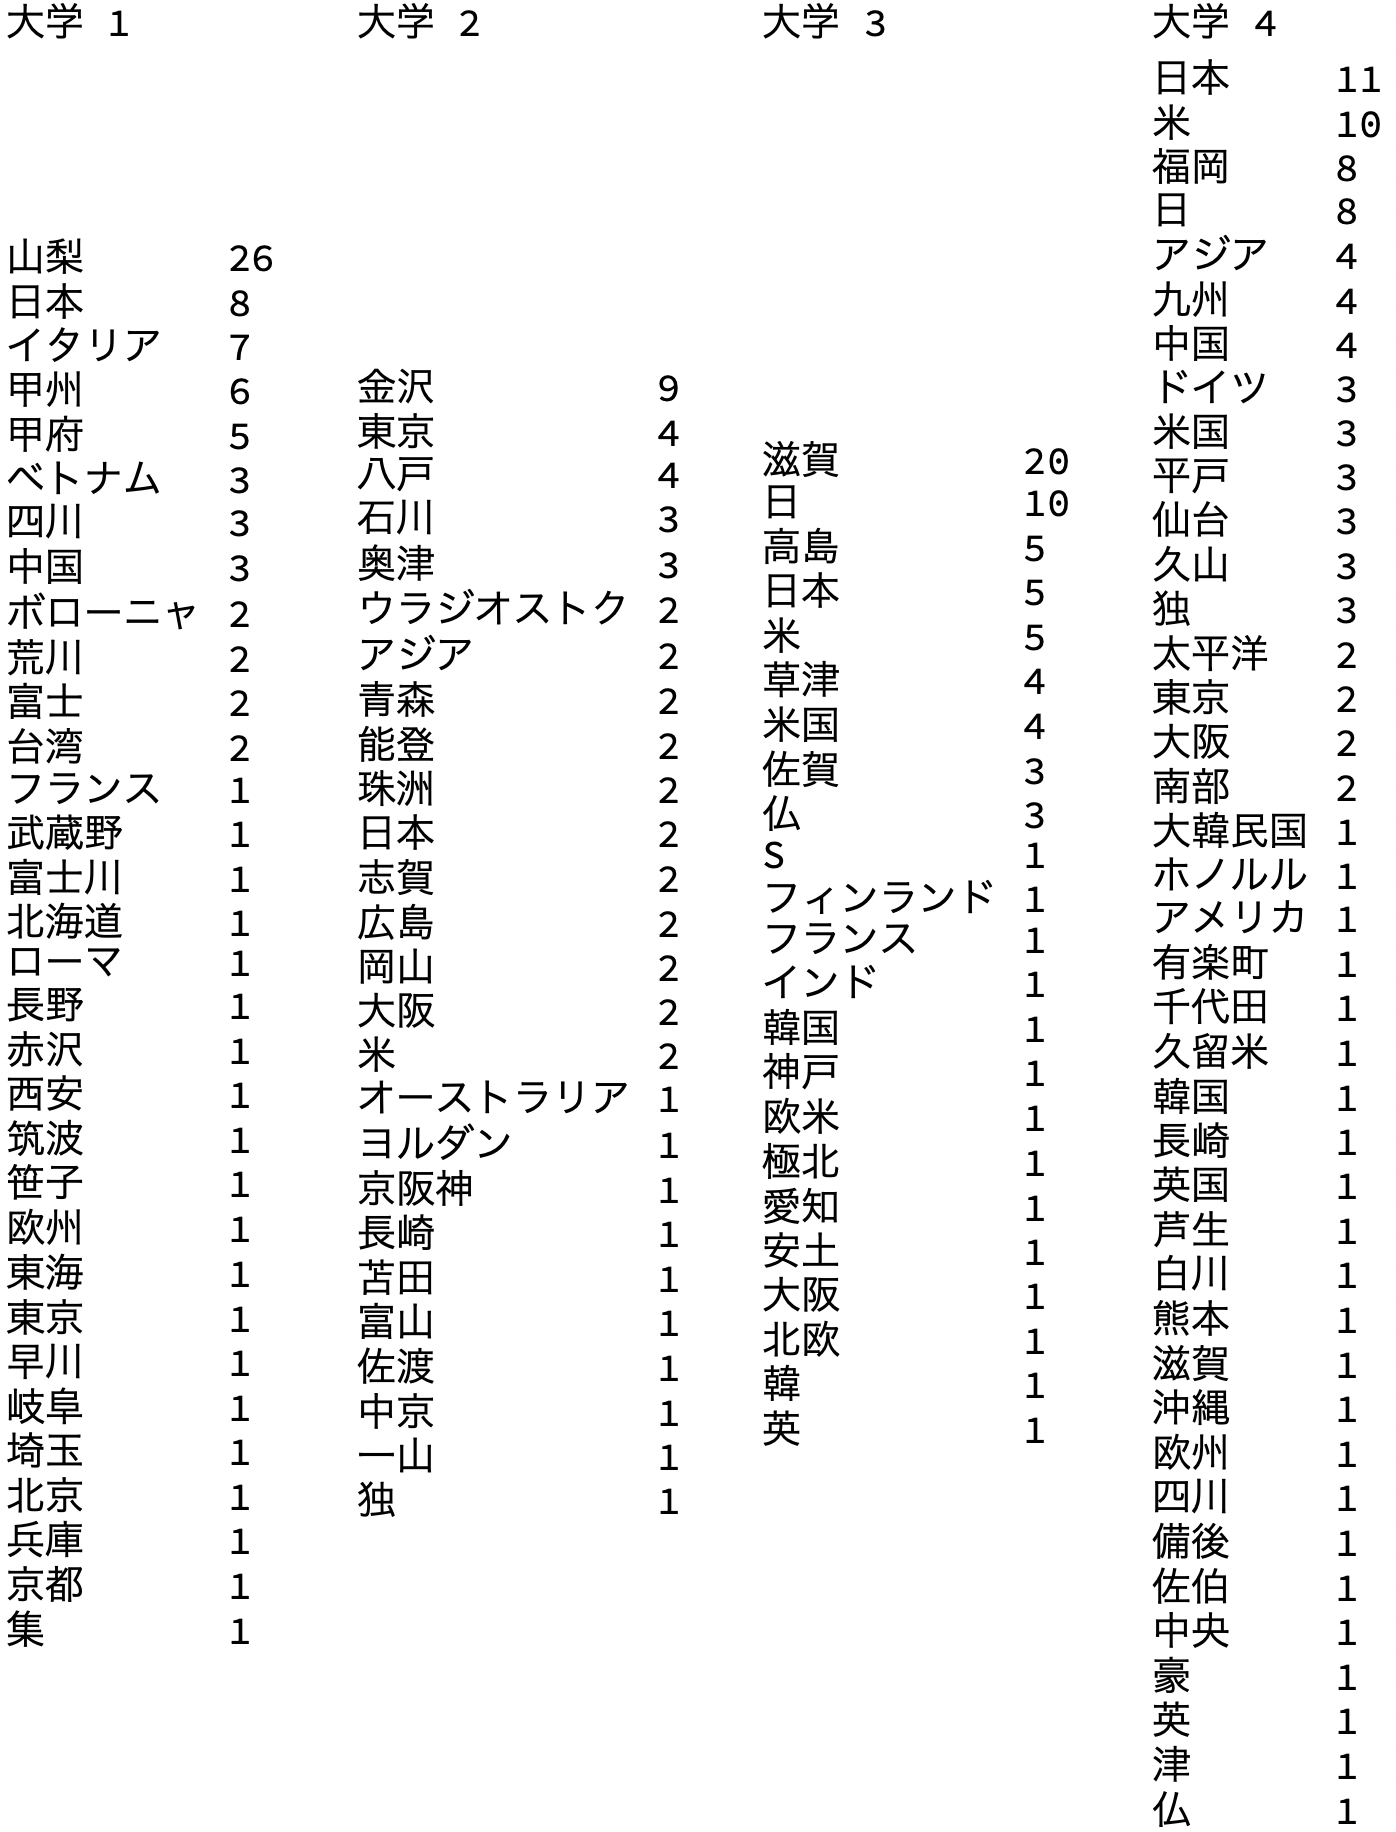 大学 1
山梨 26
日本 8
イタリア 7
甲州 6
甲府 5
ベトナム 3
四川 3
中国 3
ボローニャ 2
荒川 2
富士 2
台湾 2
フランス 1
武蔵野 1
富士川 1
北海道 1
ローマ 1
長野 1
赤沢 1
西安 1
筑波 1
笹子 1
欧州 1
東海 1
東京 1
早川 1
岐阜 1
埼玉 1
北京 1
兵庫 1
京都 1
集 1
大学 2
金沢 9
東京 4
八戸 4
石川 3
奥津 3
ウラジオストク 2
アジア 2
青森 2
能登 2
珠洲 2
日本 2
志賀 2
広島 2
岡山 2
大阪 2
米 2
オーストラリア 1
ヨルダン 1
京阪神 1
長崎 1
苫田 1
富山 1
佐渡 1
中京 1
一山 1
独 1
大学 3
滋賀 20
日 10
高島 5
日本 5
米 5
草津 4
米国 4
佐賀 3
仏 3
S 1
フィンランド 1
フランス 1
インド 1
韓国 1
神戸 1
欧米 1
極北 1
愛知 1
安土 1
大阪 1
北欧 1
韓 1
英 1
大学 4
日本 11
米 10
福岡 8
日 8
アジア 4
九州 4
中国 4
ドイツ 3
米国 3
平戸 3
仙台 3
久山 3
独 3
太平洋 2
東京 2
大阪 2
南部 2
大韓民国 1
ホノルル 1
アメリカ 1
有楽町 1
千代田 1
久留米 1
韓国 1
長崎 1
英国 1
芦生 1
白川 1
熊本 1
滋賀 1
沖縄 1
欧州 1
四川 1
備後 1
佐伯 1
中央 1
豪 1
英 1
津 1
仏 1